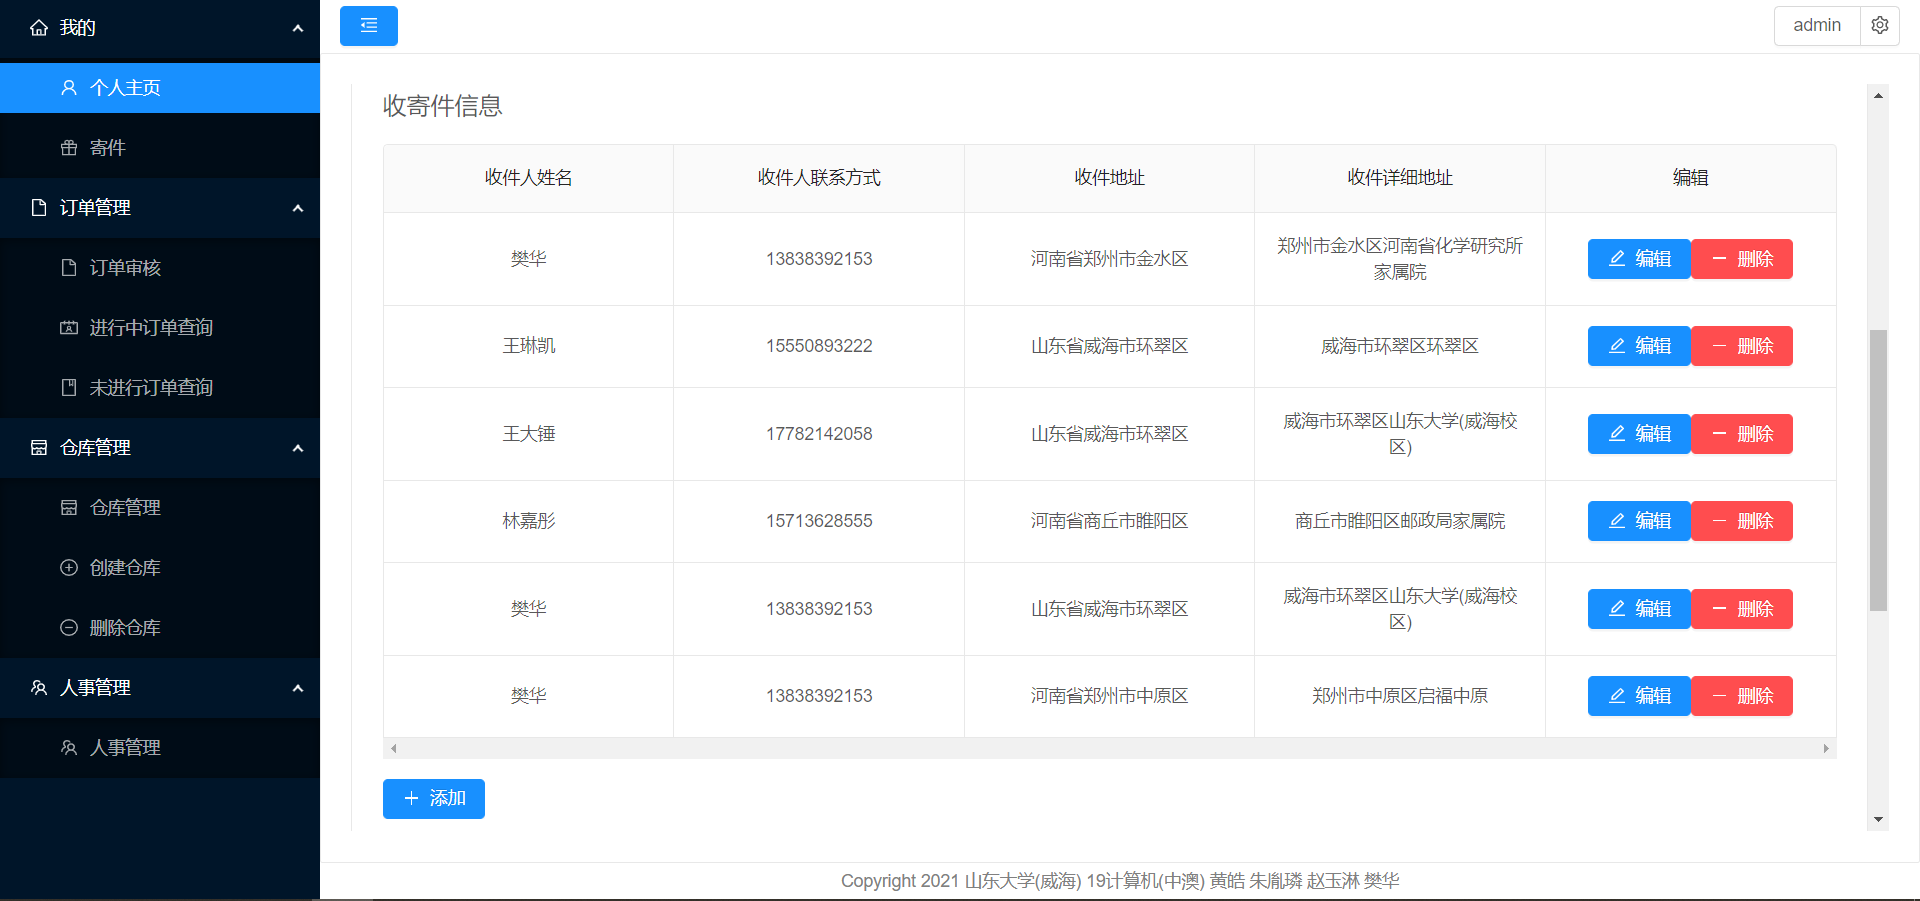 我的
个人主页
寄件
订单管理
订单审核
进行中订单查询
未进行订单查询
仓库管理
仓库管理
创建仓库
删除仓库
人事管理
人事管理
admin
收寄件信息
收件人姓名 收件人联系方式 收件地址 收件详细地址 编辑
樊华 13838392153 河南省郑州市金水区 郑州市金水区河南省化学研究所
家属院 编辑 删除
王琳凯 15550893222 山东省威海市环翠区 威海市环翠区环翠区 编辑 删除
王大锤 17782142058 山东省威海市环翠区 威海市环翠区山东大学(威海校
区) 编辑 删除
林嘉彤 15713628555 河南省商丘市睢阳区 商丘市睢阳区邮政局家属院 编辑 删除
樊华 13838392153 山东省威海市环翠区 威海市环翠区山东大学(威海校
区) 编辑 删除
樊华 13838392153 河南省郑州市中原区 郑州市中原区启福中原 编辑 删除
添加
Copyright 2021 山东大学(威海) 19计算机(中澳) 黄皓 朱胤璘 赵玉淋 樊华